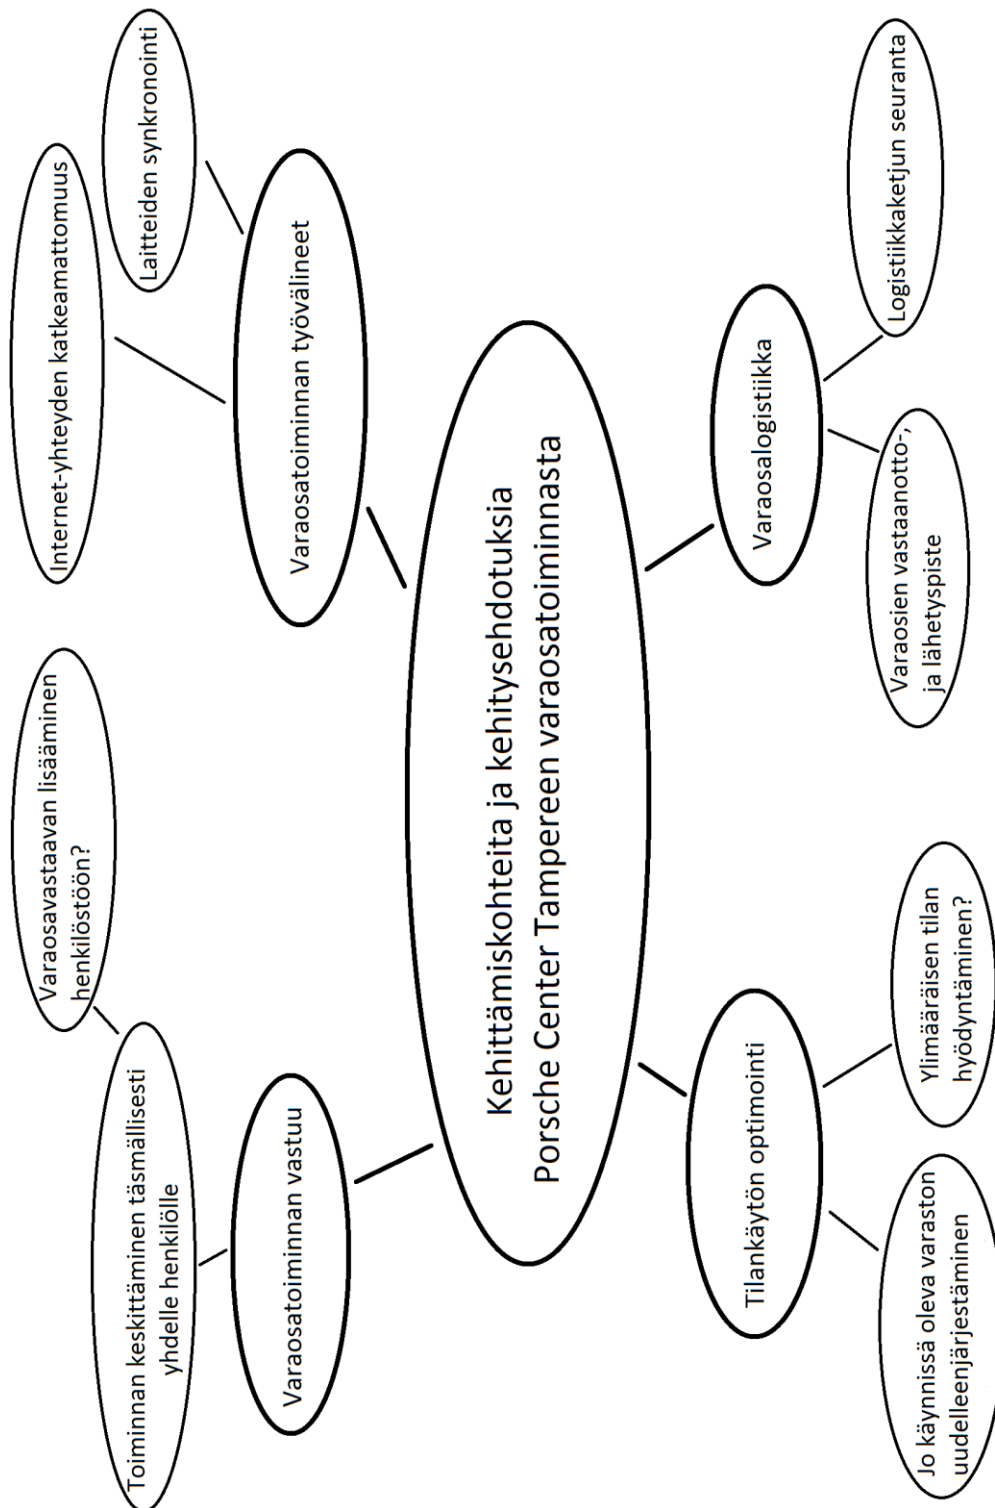 Toiminnan keskittäminen täsmällisesti
yhdelle henkilölle
Varaosavastaavan lisääminen
henkilöstöön?
Internet-yhteyden katkeamattomuus
Laitteiden synkronointi
Varaosatoiminnan vastuu
Varaosatoiminnan työvälineet
Kehittämiskohteita ja kehitysehdotuksia
Porsche Center Tampereen varaosatoiminnasta
Tilankäytön optimointi
Varaosalogistiikka
Jo käynnissä oleva varaston
uudelleenjärjestäminen
Ylimääräisen tilan
hyödyntäminen?
Varaosien vastaanotto-,
ja lähetyspiste
Logistiikkaketjun seuranta